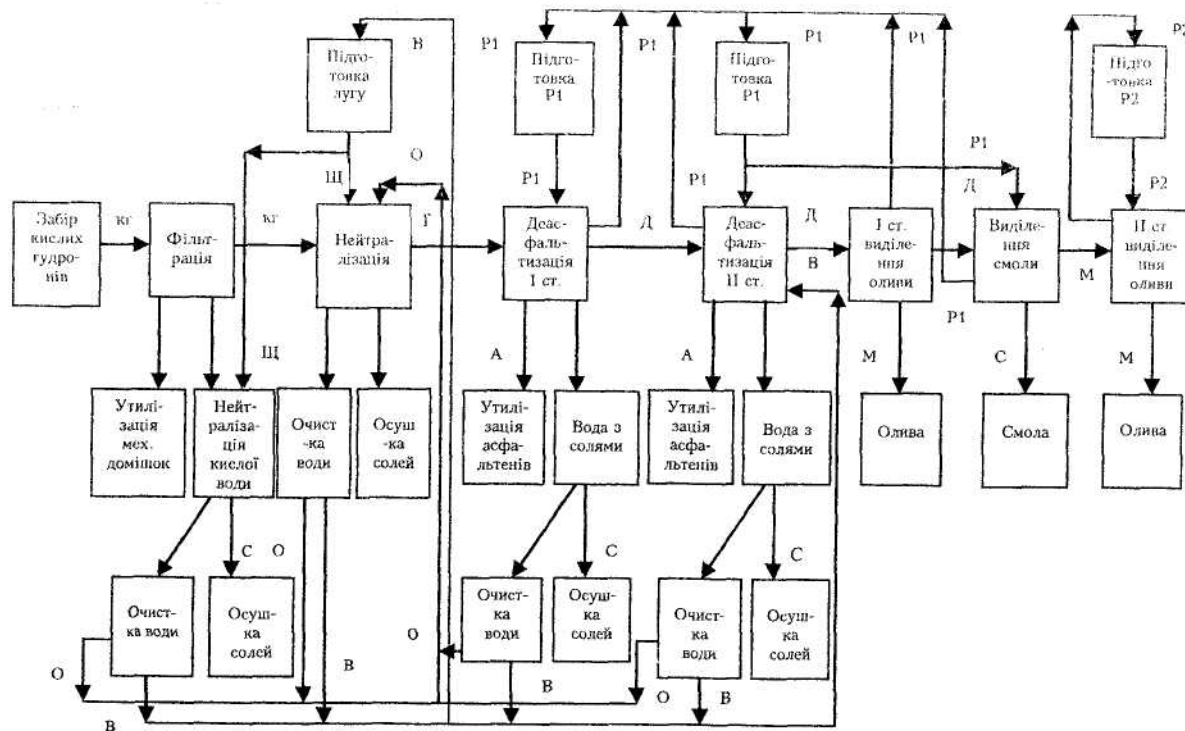 В
Р1
Р1
Р1
Р1
Р2
Підго-
товка
лугу
Підго-
товка
Р1
Підго-
товка
Р1
Підго
-товка
Р2
О
Щ
Р1
Р1
Р1
Д
Р2
Забір
кислих
гудро-
нів
кг
Фільт-
рація
кг
Нейтра-
лізація
Г
Деас-
фаль-
тизація
І ст.
Д
Деас-
фаль-
тизація
ІІ ст.
Д
В
І ст.
виділе-
ння
оливи
Виділення
смоли
М
ІІ ст
виділе-
ння
оливи
Р1
Щ
А
А
М
С
М
Утилі-
зація
мех.
домішок
Нейт-
ралізація
кислої
води
Очист
-ка
води
Осуш
-ка
солей
Утилі-
зація
асфа-
льтенів
Вода з
солями
Утилі-
зація
асфа-
льтенів
Вода з
солями
Олива
Смола
Олива
С
О
С
С
Очист-
ка води
Осуш-
ка
солей
Очист-
ка
води
Осуш-
ка
солей
Очист-
ка води
Осуш-
ка
солей
О
О
В
В
О
В
В